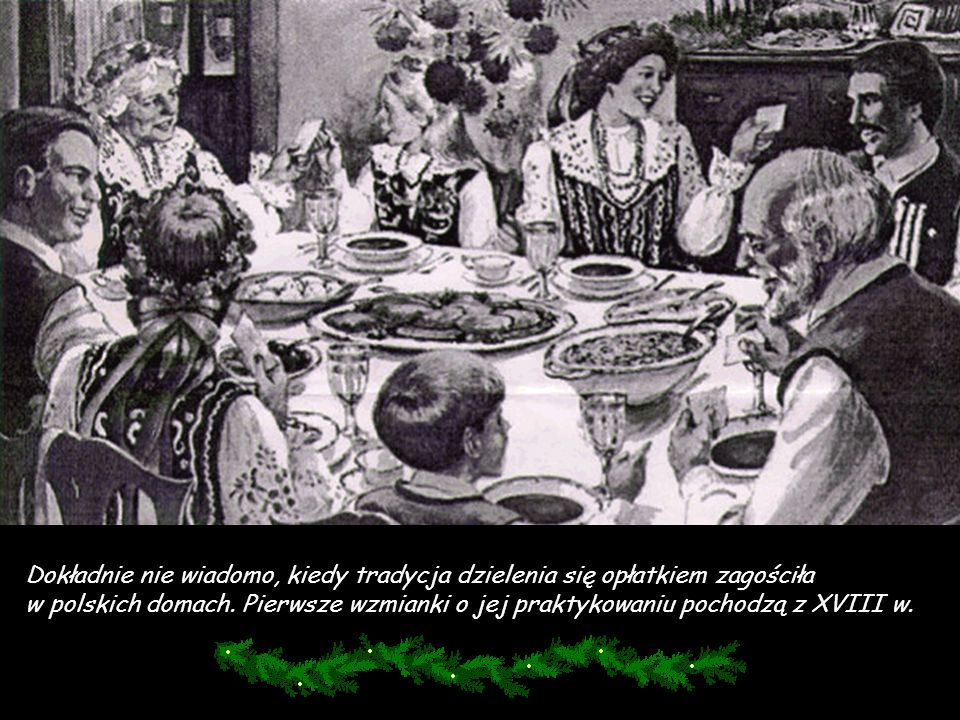 Dokładnie nie wiadomo, kiedy tradycja dzielenia się opłatkiem zagościła
w polskich domach. Pierwsze wzmianki o jej praktykowaniu pochodzą z XVIII w.